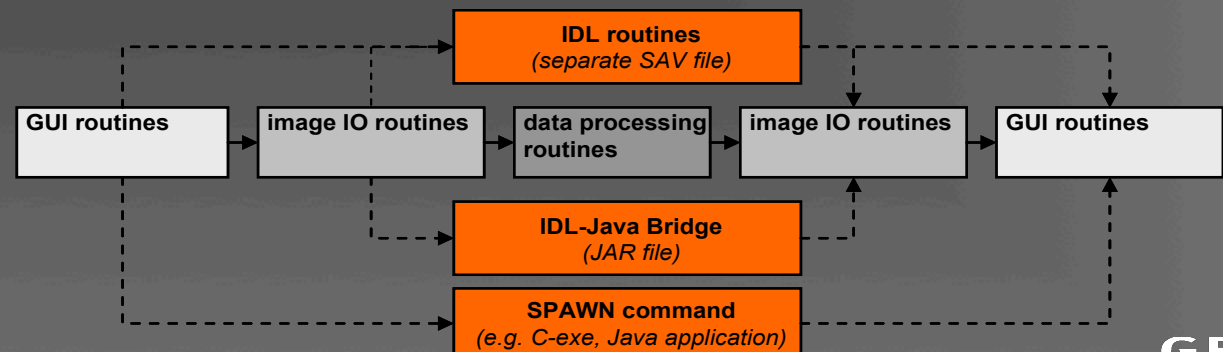 IDL routines
(separate SAV file)
GUI routines
image IO routines
data processing
routines
image IO routines
GUI routines
IDL-Java Bridge
(JAR file)
SPAWN command
(e.g. C-exe, Java application)